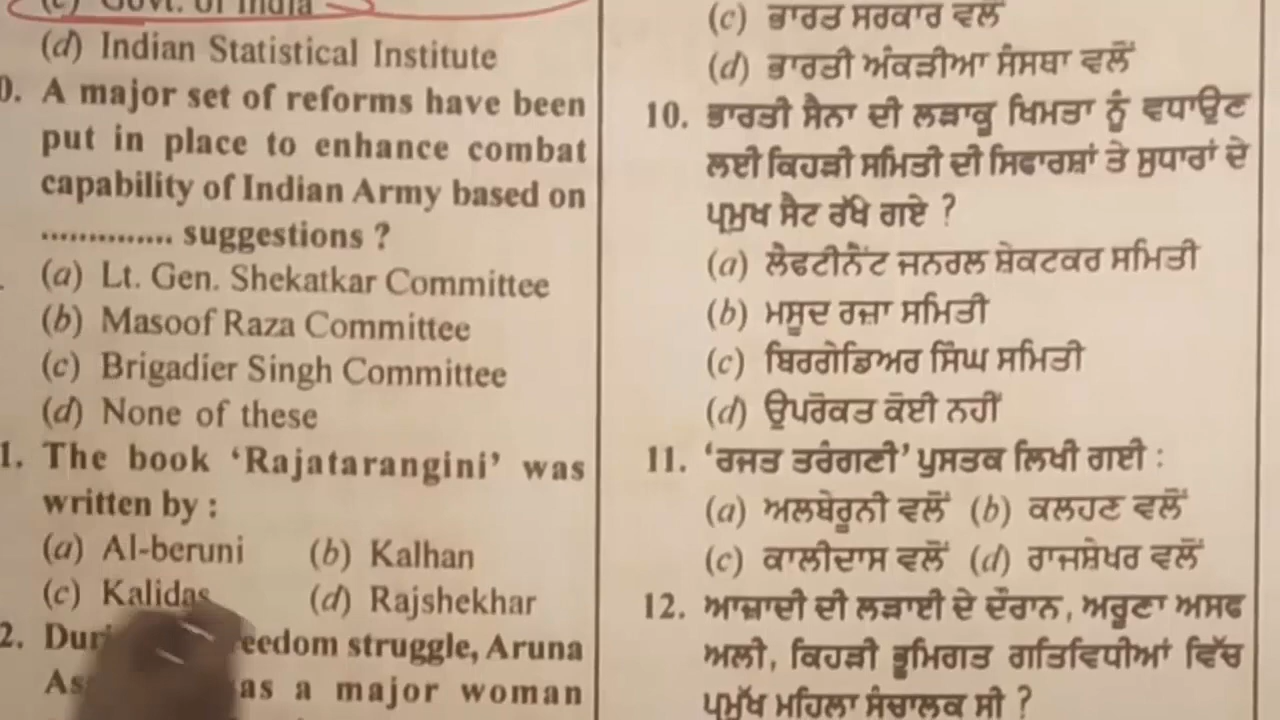 (c) Govt. of India
(d) Indian Statistical Institute
0. A major set of reforms have been
put in place to enhance combat
capability of Indian Army based on
.............. suggestions ?
(a) Lt. Gen. Shekatkar Committee
(b) Masoof Raza Committee
(c) Brigadier Singh Committee
(d) None of these
1. The book ‘Rajatarangini’ was
written by :
(a) Al-beruni (b) Kalhan
(c) Kalidas (d) Rajshekhar
2. freedom struggle, Aruna
as a major woman
(c) ਭਾਰਤ ਸਰਕਾਰ ਵਲੋਂ
(d) ਭਾਰਤੀ ਅੰਕੜੀਆ ਸੰਸਥਾ ਵਲੋਂ
10. ਭਾਰਤੀ ਸੈਨਾ ਦੀ ਲੜਾਕੂ ਖਿਮਤਾ ਨੂੰ ਵਧਾਉਣ
ਲਈ ਕਿਹੜੀ ਸਮਿਤੀ ਦੀ ਸਿਫਾਰਸ਼ਾਂ ਤੇ ਸੁਧਾਰਾਂ ਦੇ
ਪ੍ਰਮੁਖ ਸੈਟ ਰੱਖੇ ਗਏ ?
(a) ਲੈਫਟੀਨੈਂਟ ਜਨਰਲ ਸ਼ੇਕਟਕਰ ਸਮਿਤੀ
(b) ਮਸੂਦ ਰਜ਼ਾ ਸਮਿਤੀ
(c) ਬਿਰਗੇਡਿਅਰ ਸਿੰਘ ਸਮਿਤੀ
(d) ਉਪਰੋਕਤ ਕੋਈ ਨਹੀਂ
11. ‘ਰਜਤ ਤਰੰਗਣੀ’ ਪੁਸਤਕ ਲਿਖੀ ਗਈ :
(a) ਅਲਬੇਰੂਨੀ ਵਲੋਂ (b) ਕਲਹਣ ਵਲੋਂ
(c) ਕਾਲੀਦਾਸ ਵਲੋਂ (d) ਰਾਜਸ਼ੇਖਰ ਵਲੋਂ
12. ਆਜ਼ਾਦੀ ਦੀ ਲੜਾਈ ਦੇ ਦੌਰਾਨ, ਅਰੂਣਾ ਅਸਫ
ਅਲੀ, ਕਿਹੜੀ ਭੂਮਿਗਤ ਗਤਿਵਿਧੀਆਂ ਵਿੱਚ
ਪ੍ਰਮੁੱਖ ਮਹਿਲਾ ਸੰਚਾਲਕ ਸੀ ?